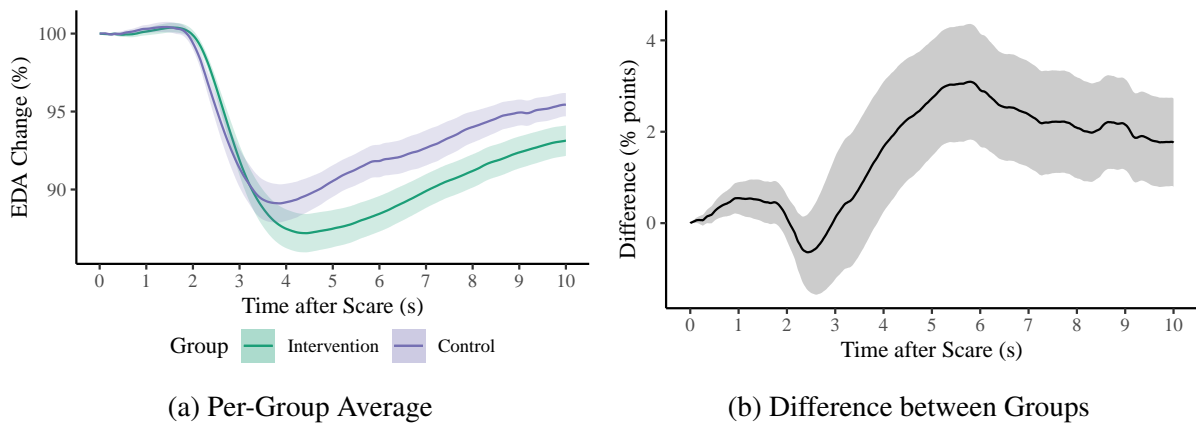 100
95
90
EDA Change (%)
0 1 2 3 4 5 6 7 8 9 10
Time after Scare (s)
Group Intervention Control
(a) Per-Group Average
4
2
0
Difference (% points)
0 1 2 3 4 5 6 7 8 9 10
Time after Scare (s)
(b) Difference between Groups